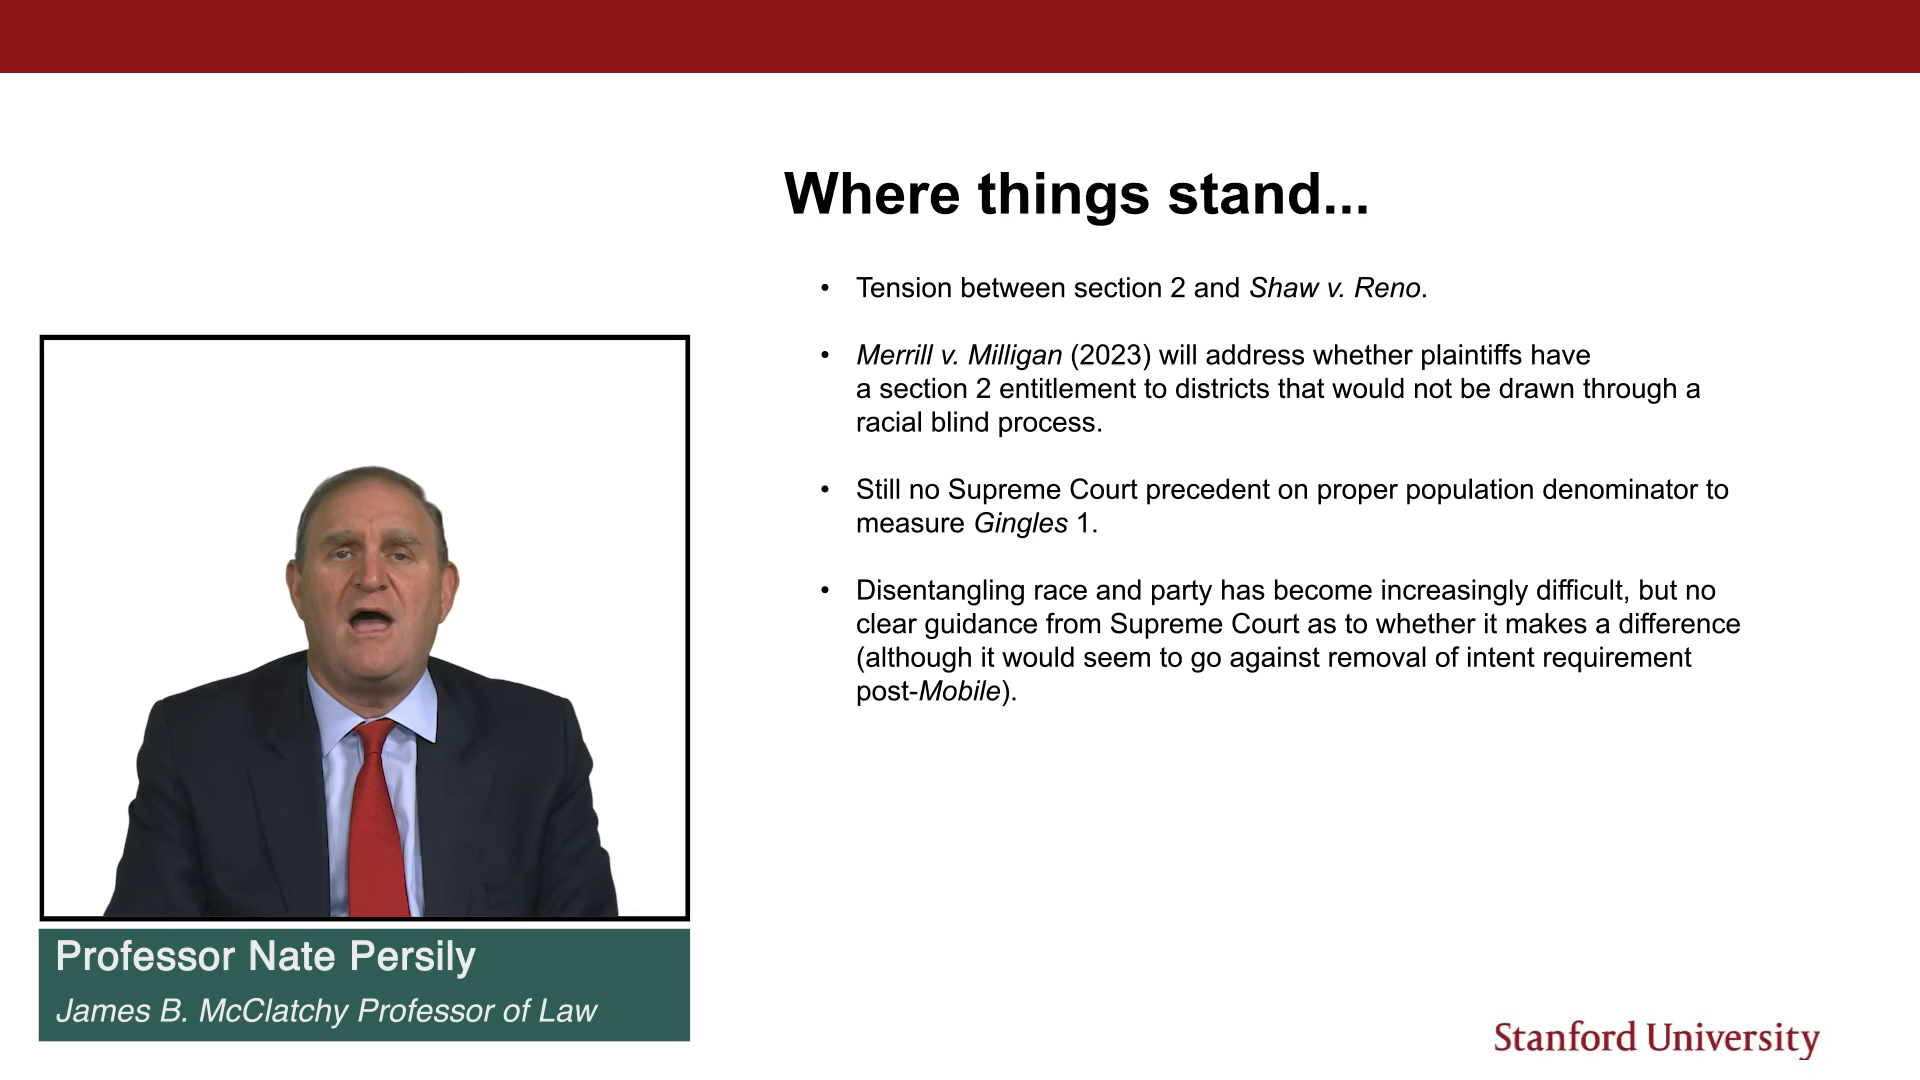 Where things stand...
• Tension between section 2 and Shaw v. Reno.
• Merrill v. Milligan (2023) will address whether plaintiffs have
a section 2 entitlement to districts that would not be drawn through a
racial blind process.
• Still no Supreme Court precedent on proper population denominator to
measure Gingles 1.
• Disentangling race and party has become increasingly difficult, but no
clear guidance from Supreme Court as to whether it makes a difference
(although it would seem to go against removal of intent requirement
post-Mobile).
Professor Nate Persily
James B. McClatchy Professor of Law
Stanford University